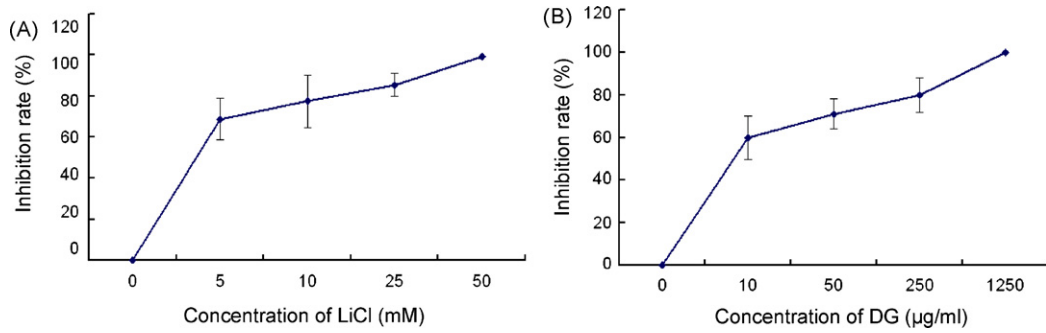 (A)
Inhibition rate (%)
120
100
80
60
40
20
0
0 5 10 25 50
Concentration of LiCl (mM)
(B)
Inhibition rate (%)
120
100
80
60
40
20
0
0 10 50 250 1250
Concentration of DG (µg/ml)